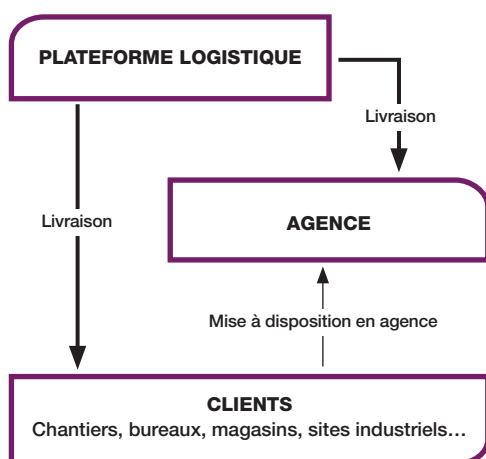 PLATEFORME LOGISTIQUE
Livraison
Livraison
AGENCE
Mise à disposition en agence
CLIENTS
Chantiers, bureaux, magasins, sites industriels…